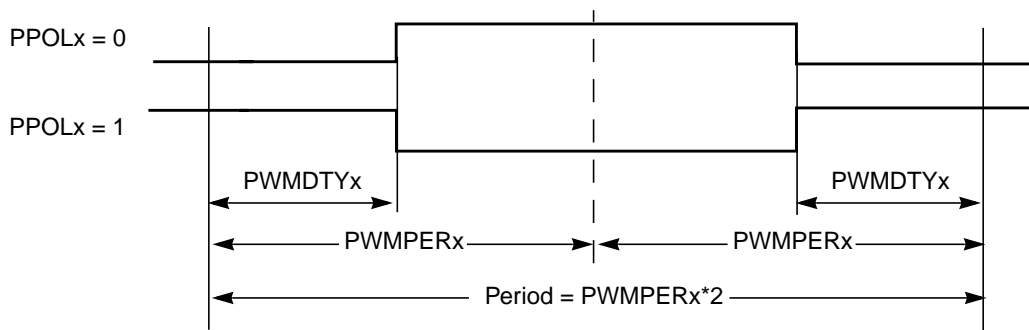 PPOLx = 0
PPOLx = 1
PWMDTYx
PWMDTYx
PWMPERx
PWMPERx
Period = PWMPERx*2